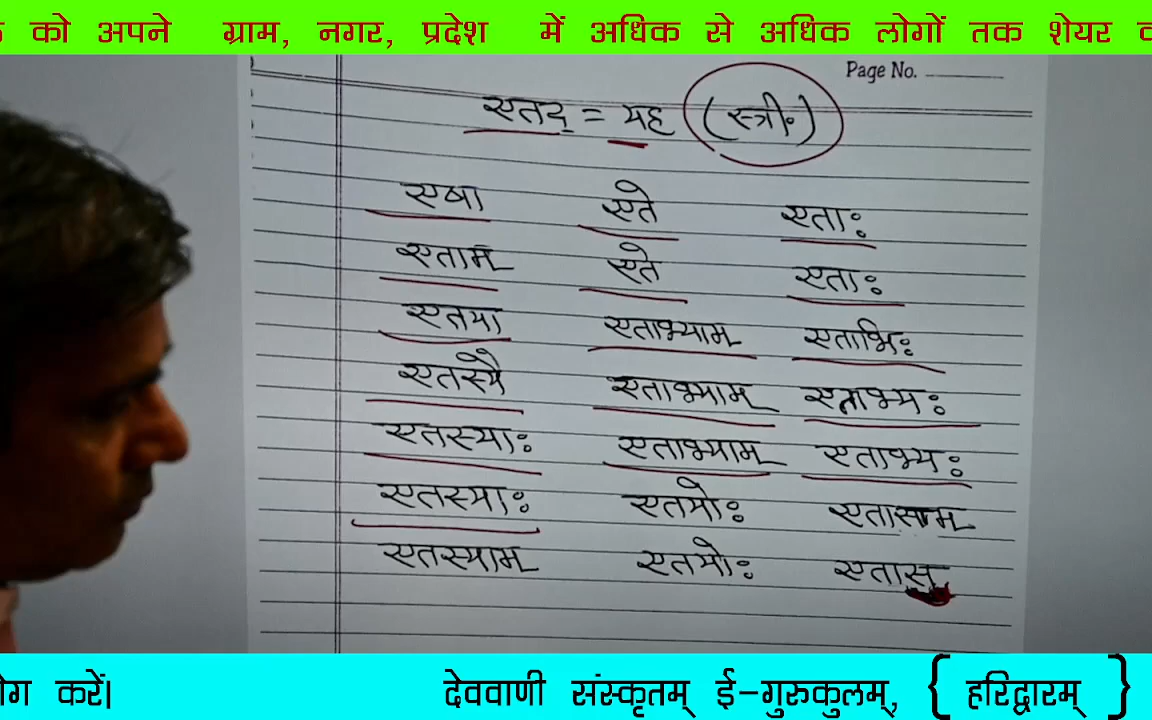 को अपने ग्राम, नगर, प्रदेश में अधिक से अधिक लोगों तक शेयर
Page No.
एतद् = यह (स्त्री॰)
एषा एते एताः
एताम् एते एताः
एतया एताभ्याम् एताभिः
एतस्यै एताभ्याम् एताभ्यः
एतस्याः एताभ्याम् एताभ्यः
एतस्याः एतयोः एतासाम्
एतस्याम् एतयोः
करें। देववाणी संस्कृतम् ई-गुरुकुलम्, { हरिद्वारम् }